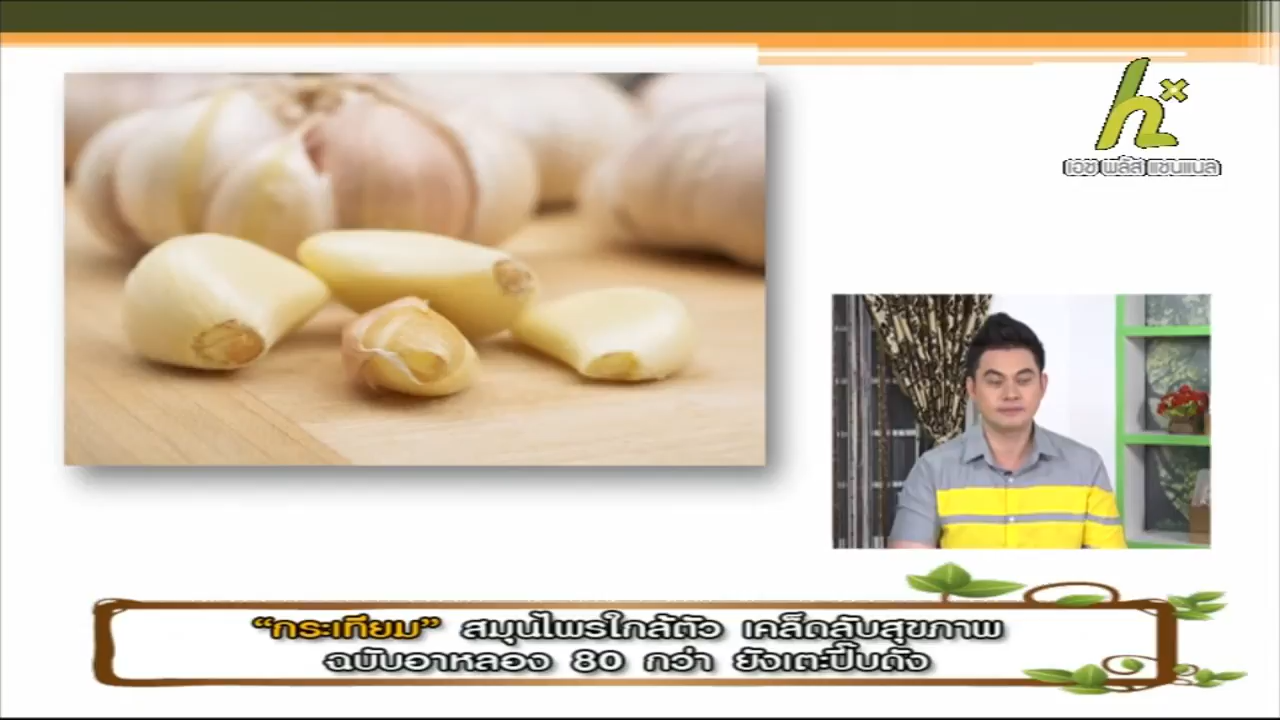 เอช พลัส แชนแนล
“กระเทียม” สมุนไพรใกล้ตัว เคล็ดลับสุขภาพ
ฉบับอาหลอง 80 กว่า ยังเตะปี๊บดัง